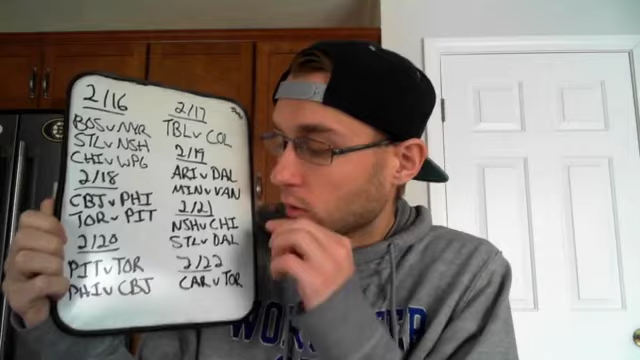 2/16
BOS v NYR
STL v NSH
CHI v WPG
2/18
CBJ v PHI
TOR v PIT
2/20
PIT v TOR
PHI v CBJ
2/17
TBL v COL
2/19
ARI v DAL
MIN v VAN
2/21
NSH v CHI
STL v DAL
2/22
CAR v TOR